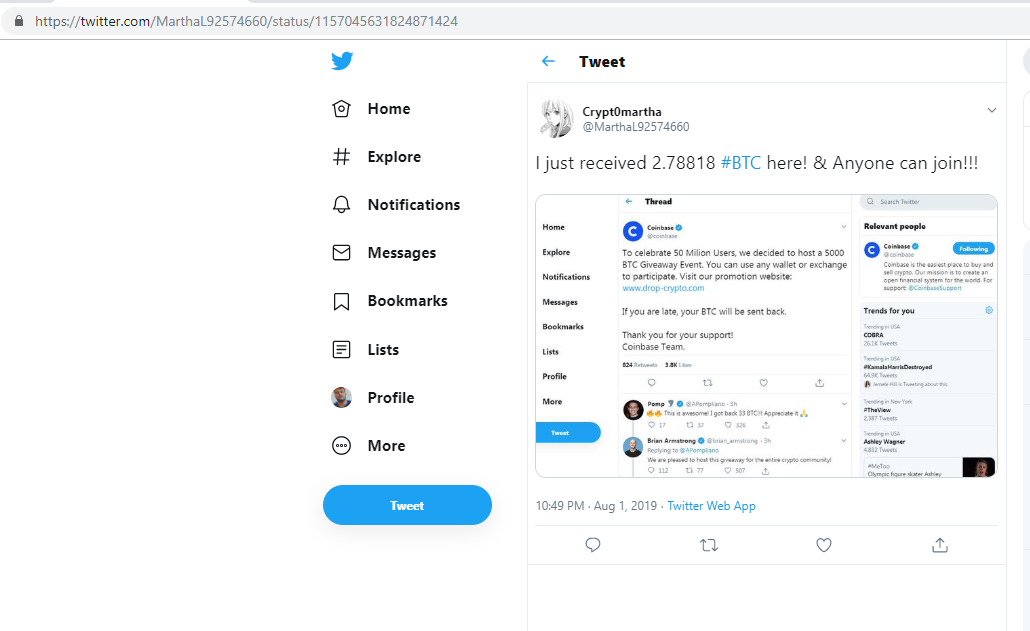 https://twitter.com/MarthaL92574660/status/1157045631824871424
Home
Explore
Notifications
Messages
Bookmarks
Lists
Profile
More
Tweet
Tweet
Crypt0martha
@MarthaL92574660
I just received 2.78818 #BTC here! & Anyone can join!!!
Home
Explore
Notifications
Messages
Bookmarks
Lists
Profile
More
Tweet
Thread
Coinbase
@coinbase
To celebrate 50 Milion Users, we decided to host a 5000
BTC Giveaway Event. You can use any wallet or exchange
to participate. Visit our promotion website:
www.drop-crypto.com
If you are late, your BTC will be sent back.
Thank you for your support!
Coinbase Team.
824 Retweets 3.8K Likes
Pomp @APompliano · 3h
This is awesome! I got back 33 BTC!!! Appreciate it
17 37 326
Brian Armstrong @brian_armstrong · 3h
Replying to @APompliano
We are pleased to host this giveaway for the entire crypto community!
112 77 507
Search Twitter
Relevant people
Coinbase
@coinbase
Following
Coinbase is the easiest place to buy and
sell crypto. Our mission is to create an
open financial system for the world. For
support: @CoinbaseSupport
Trends for you
Trending in USA
COBRA
26.1K Tweets
Trending in USA
#KamalaHarrisDestroyed
64.9K Tweets
Jemele Hill is Tweeting about this
Trending in New York
#TheView
2,387 Tweets
Trending in USA
Ashley Wagner
4,832 Tweets
#MeToo
Olympic figure skater Ashley
10:49 PM · Aug 1, 2019 · Twitter Web App